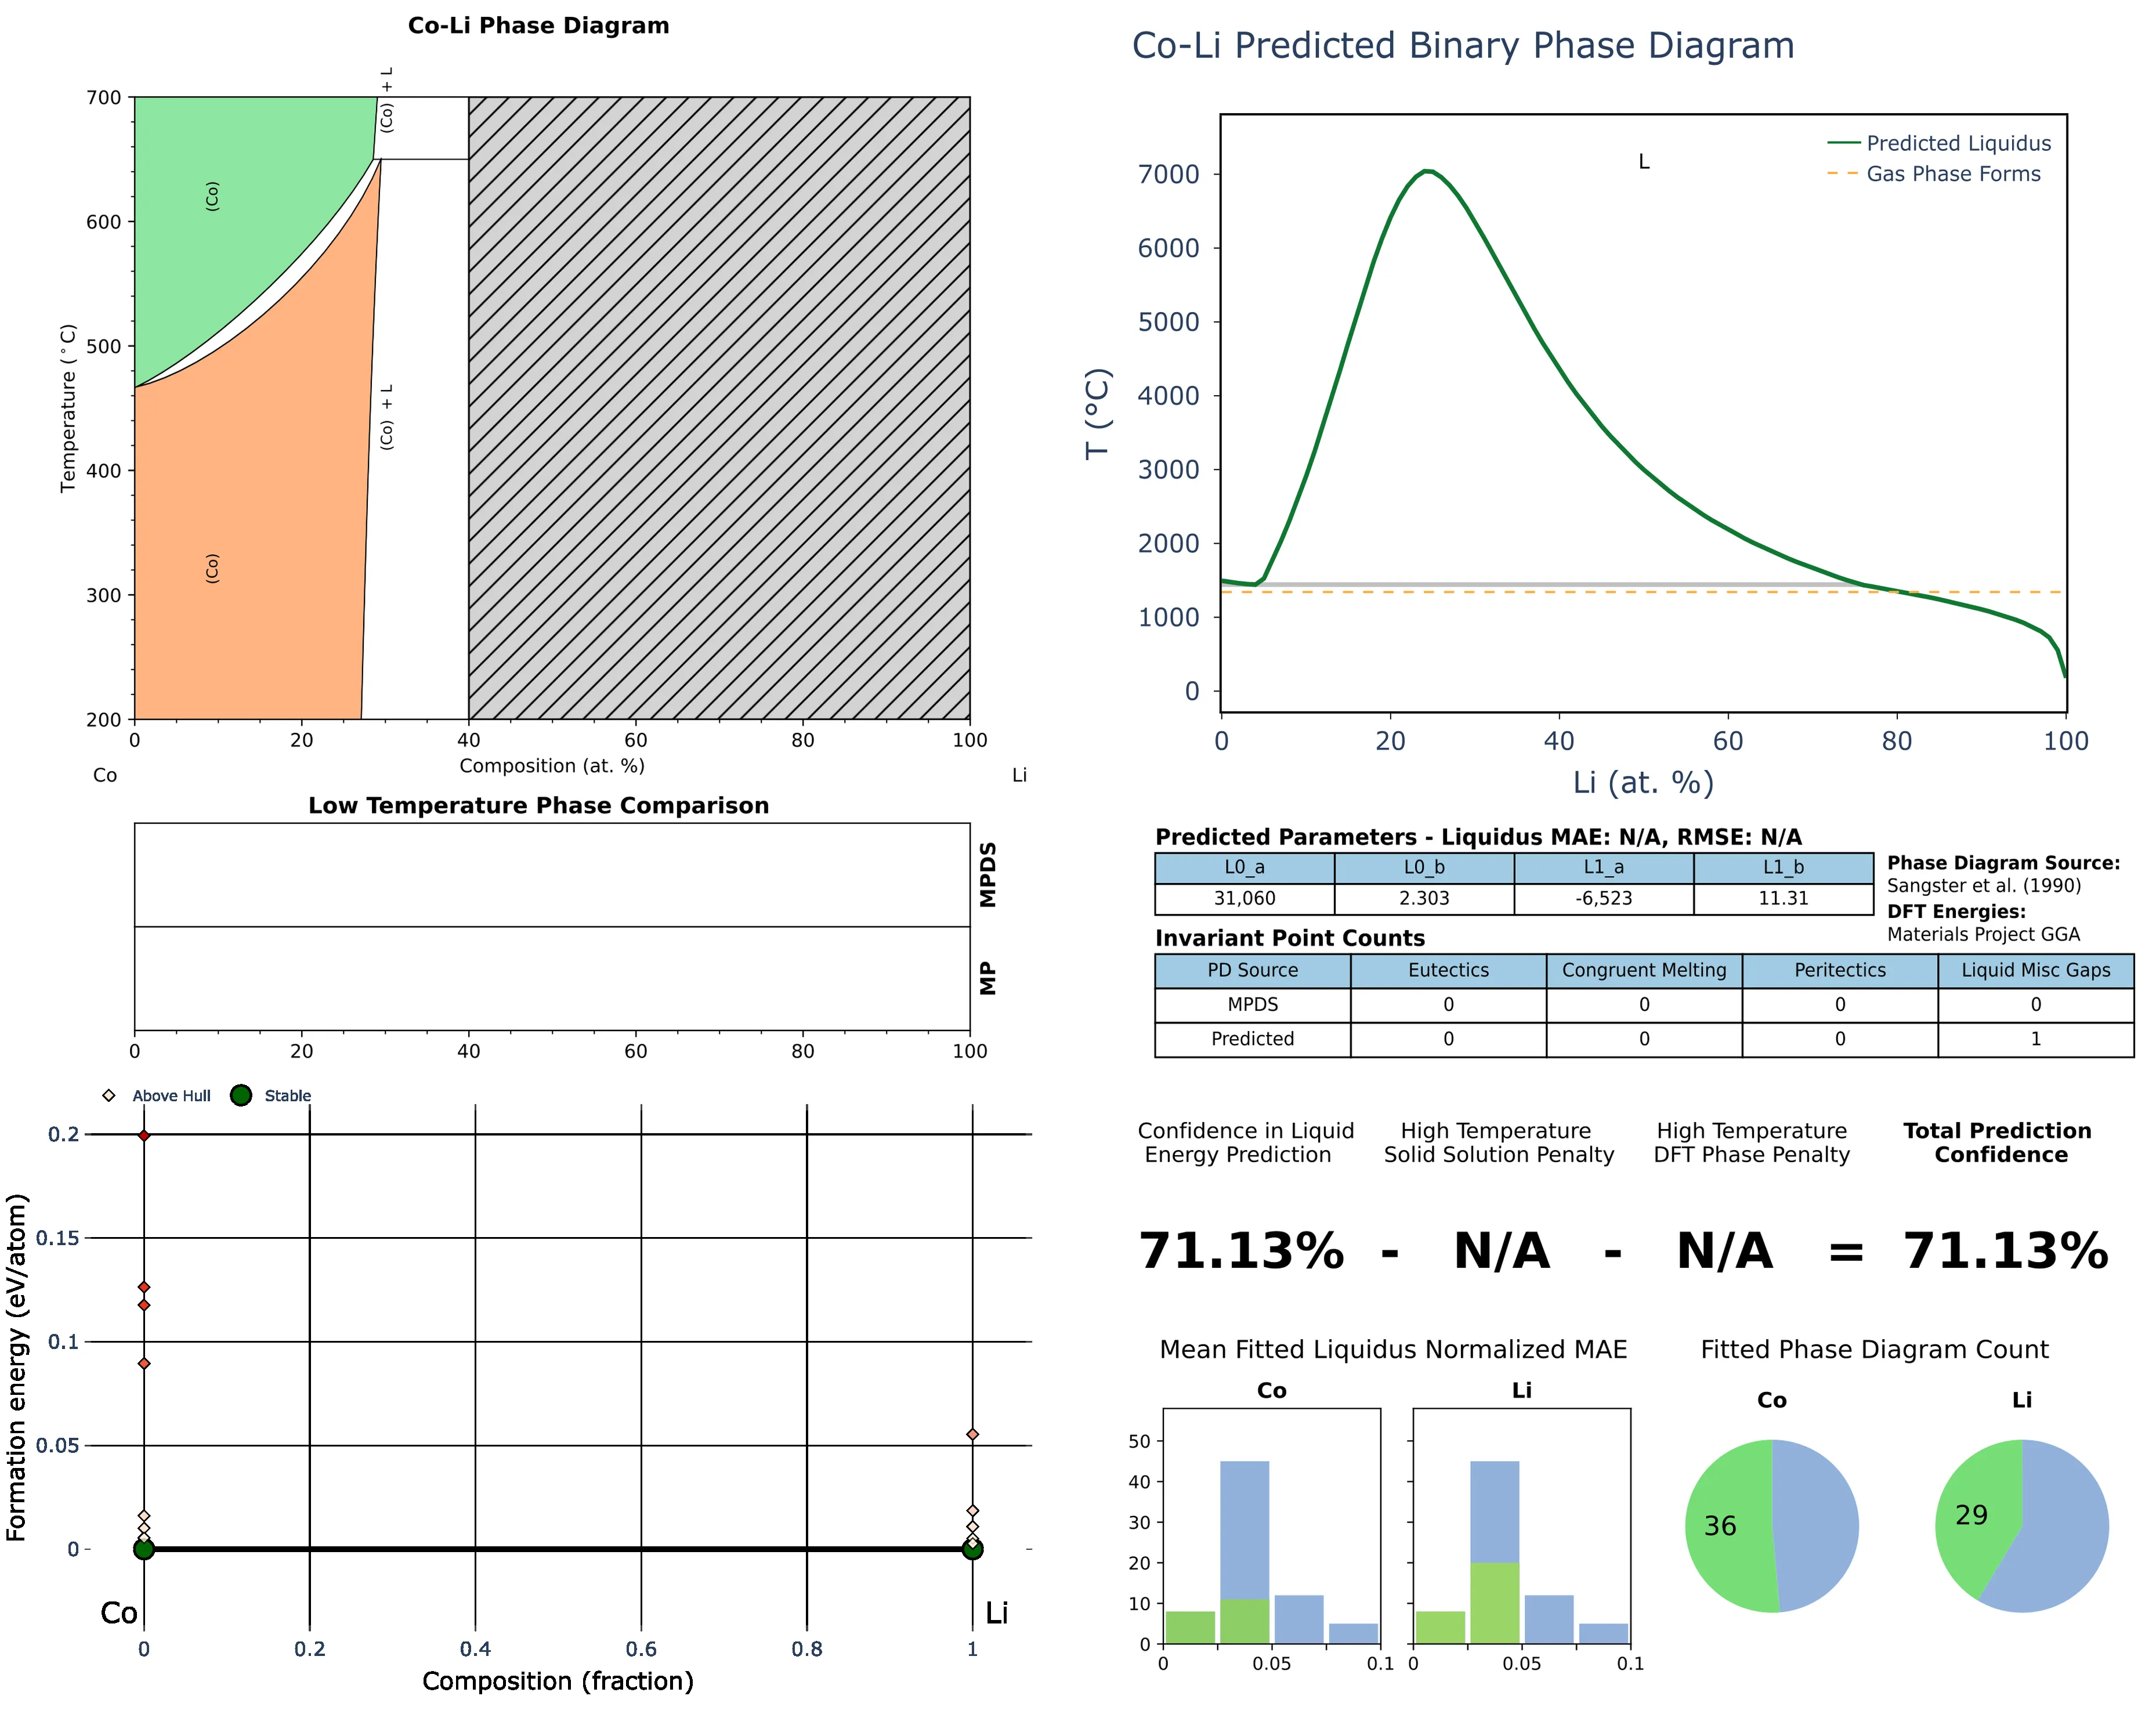 Co-Li Phase Diagram
(Co) + L
700
600
500
400
300
200
Temperature (°C)
(Co)
(Co)
(Co) + L
0 20 40 60 80 100
Composition (at. %)
Co Li
Low Temperature Phase Comparison
MPDS
MP
0 20 40 60 80 100
Above Hull Stable
0.2
0.15
0.1
0.05
0
Formation energy (eV/atom)
Co Li
0 0.2 0.4 0.6 0.8 1
Composition (fraction)
Co-Li Predicted Binary Phase Diagram
L
Predicted Liquidus
Gas Phase Forms
7000
6000
5000
4000
3000
2000
1000
0
T (°C)
0 20 40 60 80 100
Li (at. %)
Predicted Parameters - Liquidus MAE: N/A, RMSE: N/A
L0_a L0_b L1_a L1_b
31,060 2.303 -6,523 11.31
Phase Diagram Source:
Sangster et al. (1990)
DFT Energies:
Materials Project GGA
Invariant Point Counts
PD Source Eutectics Congruent Melting Peritectics Liquid Misc Gaps
MPDS 0 0 0 0
Predicted 0 0 0 1
Confidence in Liquid
Energy Prediction
High Temperature
Solid Solution Penalty
High Temperature
DFT Phase Penalty
Total Prediction
Confidence
71.13% - N/A - N/A = 71.13%
Mean Fitted Liquidus Normalized MAE
Co Li
50
40
30
20
10
0
0 0.05 0.1 0 0.05 0.1
Fitted Phase Diagram Count
Co Li
36 29